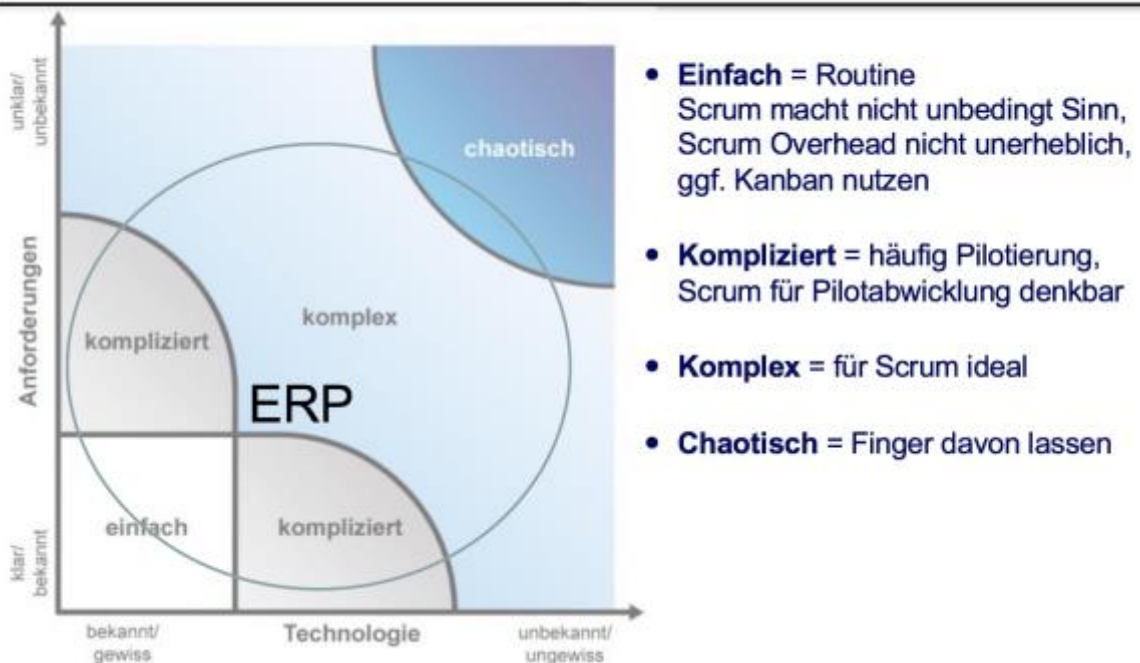 unklar/
unbekannt
Anforderungen
klar/
bekannt
chaotisch
komplex
kompliziert
ERP
einfach
kompliziert
bekannt/
gewiss
Technologie
unbekannt/
ungewiss
• Einfach = Routine
Scrum macht nicht unbedingt Sinn,
Scrum Overhead nicht unerheblich,
ggf. Kanban nutzen
• Kompliziert = häufig Pilotierung,
Scrum für Pilotabwicklung denkbar
• Komplex = für Scrum ideal
• Chaotisch = Finger davon lassen